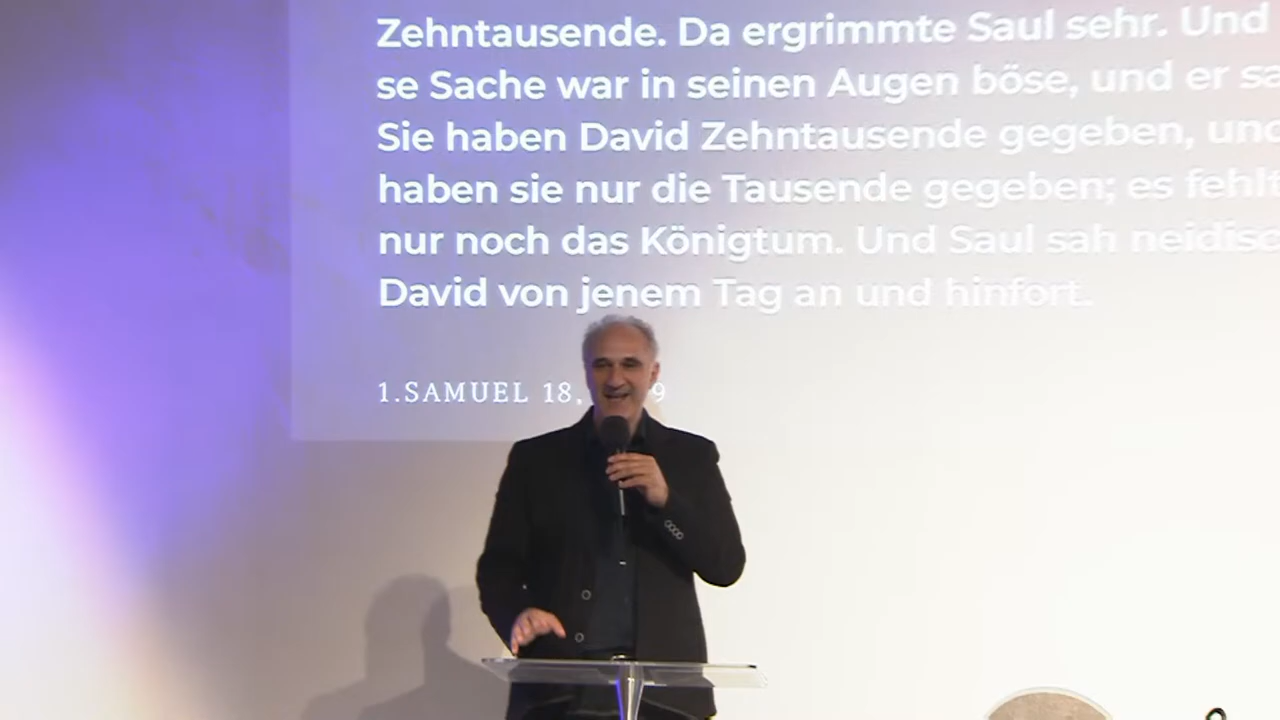 Zehntausende. Da ergrimmte Saul sehr. Und
se Sache war in seinen Augen böse, und er sa
Sie haben David Zehntausende gegeben, und
haben sie nur die Tausende gegeben; es fehlt
nur noch das Königtum. Und Saul sah neidisc
David von jenem Tag an und hinfort.
1.SAMUEL 18, 9